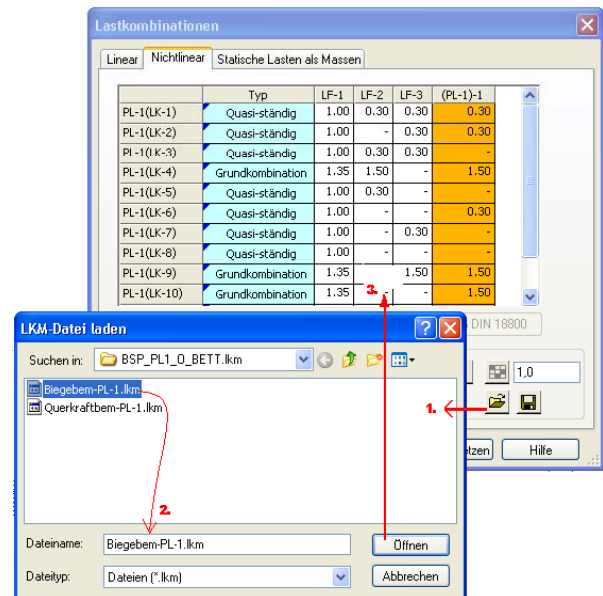 Lastkombinationen
Linear Nichtlinear Statische Lasten als Massen
Typ LF-1 LF-2 LF-3 (PL-1)-1
PL-1(LK-1) Quasi-ständig 1.00 0.30 0.30 0.30
PL-1(LK-2) Quasi-ständig 1.00 - 0.30 0.30
PL-1(LK-3) Quasi-ständig 1.00 0.30 0.30 -
PL-1(LK-4) Grundkombination 1.35 1.50 - 1.50
PL-1(LK-5) Quasi-ständig 1.00 0.30 - -
PL-1(LK-6) Quasi-ständig 1.00 - - 0.30
PL-1(LK-7) Quasi-ständig 1.00 - 0.30 -
PL-1(LK-8) Quasi-ständig 1.00 - - -
PL-1(LK-9) Grundkombination 1.35 1.50 1.50
PL-1(LK-10) Grundkombination 1.35 - - 1.50
3.
DIN 18800
1,0
1.
etzen Hilfe
LKM-Datei laden
Suchen in: BSP_PL1_O_BETT.lkm
Biegebem-PL-1.lkm
Querkraftbem-PL-1.lkm
2.
Dateiname: Biegebem-PL-1.lkm Öffnen
Dateityp: Dateien (*.lkm) Abbrechen